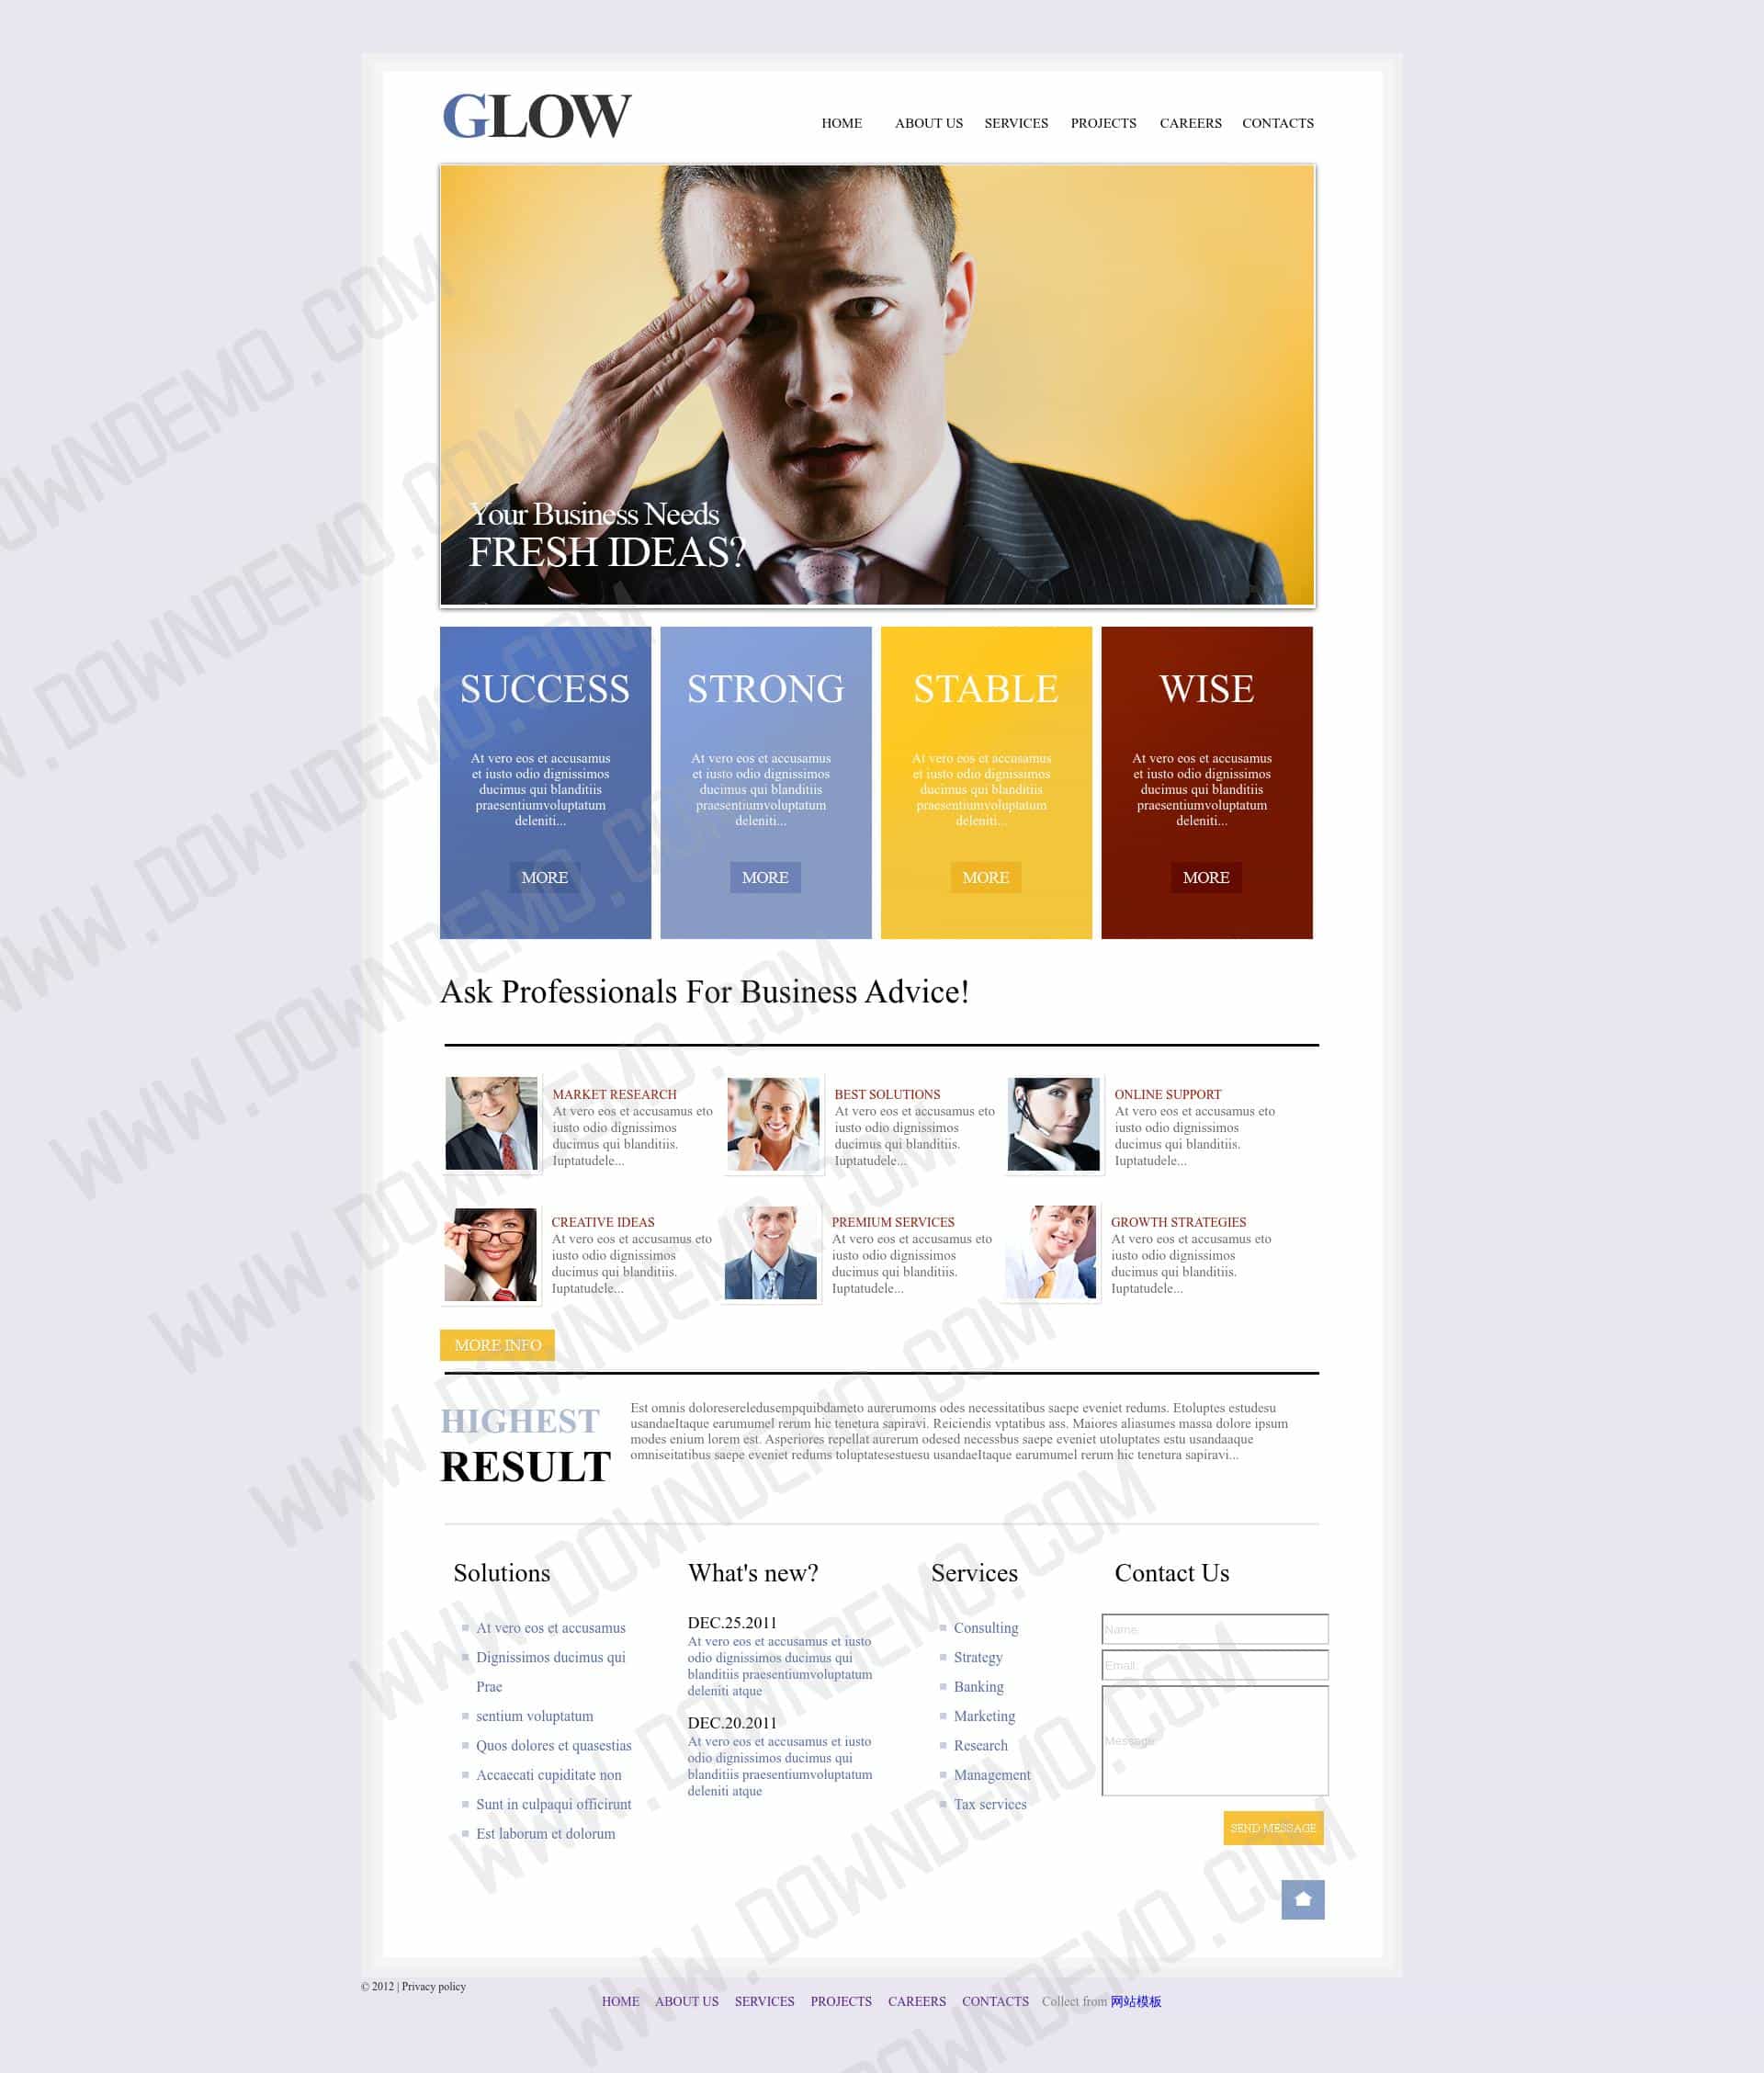 GLOW
HOME ABOUT US SERVICES PROJECTS CAREERS CONTACTS
Your Business Needs
FRESH IDEAS?
SUCCESS
At vero eos et accusamus
et iusto odio dignissimos
ducimus qui blanditiis
praesentiumvoluptatum
deleniti...
MORE
STRONG
At vero eos et accusamus
et iusto odio dignissimos
ducimus qui blanditiis
praesentiumvoluptatum
deleniti...
MORE
STABLE
At vero eos et accusamus
et iusto odio dignissimos
ducimus qui blanditiis
praesentiumvoluptatum
deleniti...
MORE
WISE
At vero eos et accusamus
et iusto odio dignissimos
ducimus qui blanditiis
praesentiumvoluptatum
deleniti...
MORE
Ask Professionals For Business Advice!
MARKET RESEARCH
At vero eos et accusamus eto
iusto odio dignissimos
ducimus qui blanditiis.
Iuptatudele...
BEST SOLUTIONS
At vero eos et accusamus eto
iusto odio dignissimos
ducimus qui blanditiis.
Iuptatudele...
ONLINE SUPPORT
At vero eos et accusamus eto
iusto odio dignissimos
ducimus qui blanditiis.
Iuptatudele...
CREATIVE IDEAS
At vero eos et accusamus eto
iusto odio dignissimos
ducimus qui blanditiis.
Iuptatudele...
PREMIUM SERVICES
At vero eos et accusamus eto
iusto odio dignissimos
ducimus qui blanditiis.
Iuptatudele...
GROWTH STRATEGIES
At vero eos et accusamus eto
iusto odio dignissimos
ducimus qui blanditiis.
Iuptatudele...
MORE INFO
HIGHEST
RESULT
Est omnis doloresereledusempquibdameto aurerumoms odes necessitatibus saepe eveniet redums. Etoluptes estudesu
usandaeItaque earumumel rerum hic tenetura sapiravi. Reiciendis vptatibus ass. Maiores aliasumes massa dolore ipsum
modes enium lorem est. Asperiores repellat aurerum odesed necessbus saepe eveniet utoluptates estu usandaaque
omniseitatibus saepe eveniet redums toluptatesestuesu usandaeItaque earumumel rerum hic tenetura sapiravi...
Solutions
At vero eos et accusamus
Dignissimos ducimus qui
Prae
sentium voluptatum
Quos dolores et quasestias
Accaecati cupiditate non
Sunt in culpaqui officirunt
Est laborum et dolorum
What's new?
DEC.25.2011
At vero eos et accusamus et iusto
odio dignissimos ducimus qui
blanditiis praesentiumvoluptatum
deleniti atque
DEC.20.2011
At vero eos et accusamus et iusto
odio dignissimos ducimus qui
blanditiis praesentiumvoluptatum
deleniti atque
Services
Consulting
Strategy
Banking
Marketing
Research
Management
Tax services
Contact Us
Name:
Email:
Message:
SEND MESSAGE
© 2012 | Privacy policy
HOME ABOUT US SERVICES PROJECTS CAREERS CONTACTS Collect from 网站模板
WWW.DOWNDEMO.COM